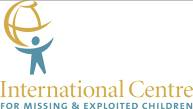 International Centre
FOR MISSING & EXPLOITED CHILDREN